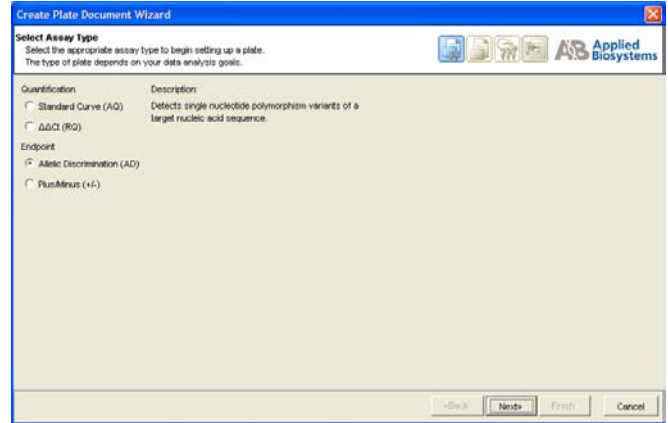 Create Plate Document Wizard
Select Assay Type
Select the appropriate assay type to begin setting up a plate.
The type of plate depends on your data analysis goals.
AB Applied
Biosystems
Quantification
Standard Curve (AQ)
ΔΔCt (RQ)
Endpoint
Allelic Discrimination (AD)
Plus/Minus (+/-)
Description:
Detects single nucleotide polymorphism variants of a
target nucleic acid sequence.
<Back
Next>
Finish
Cancel